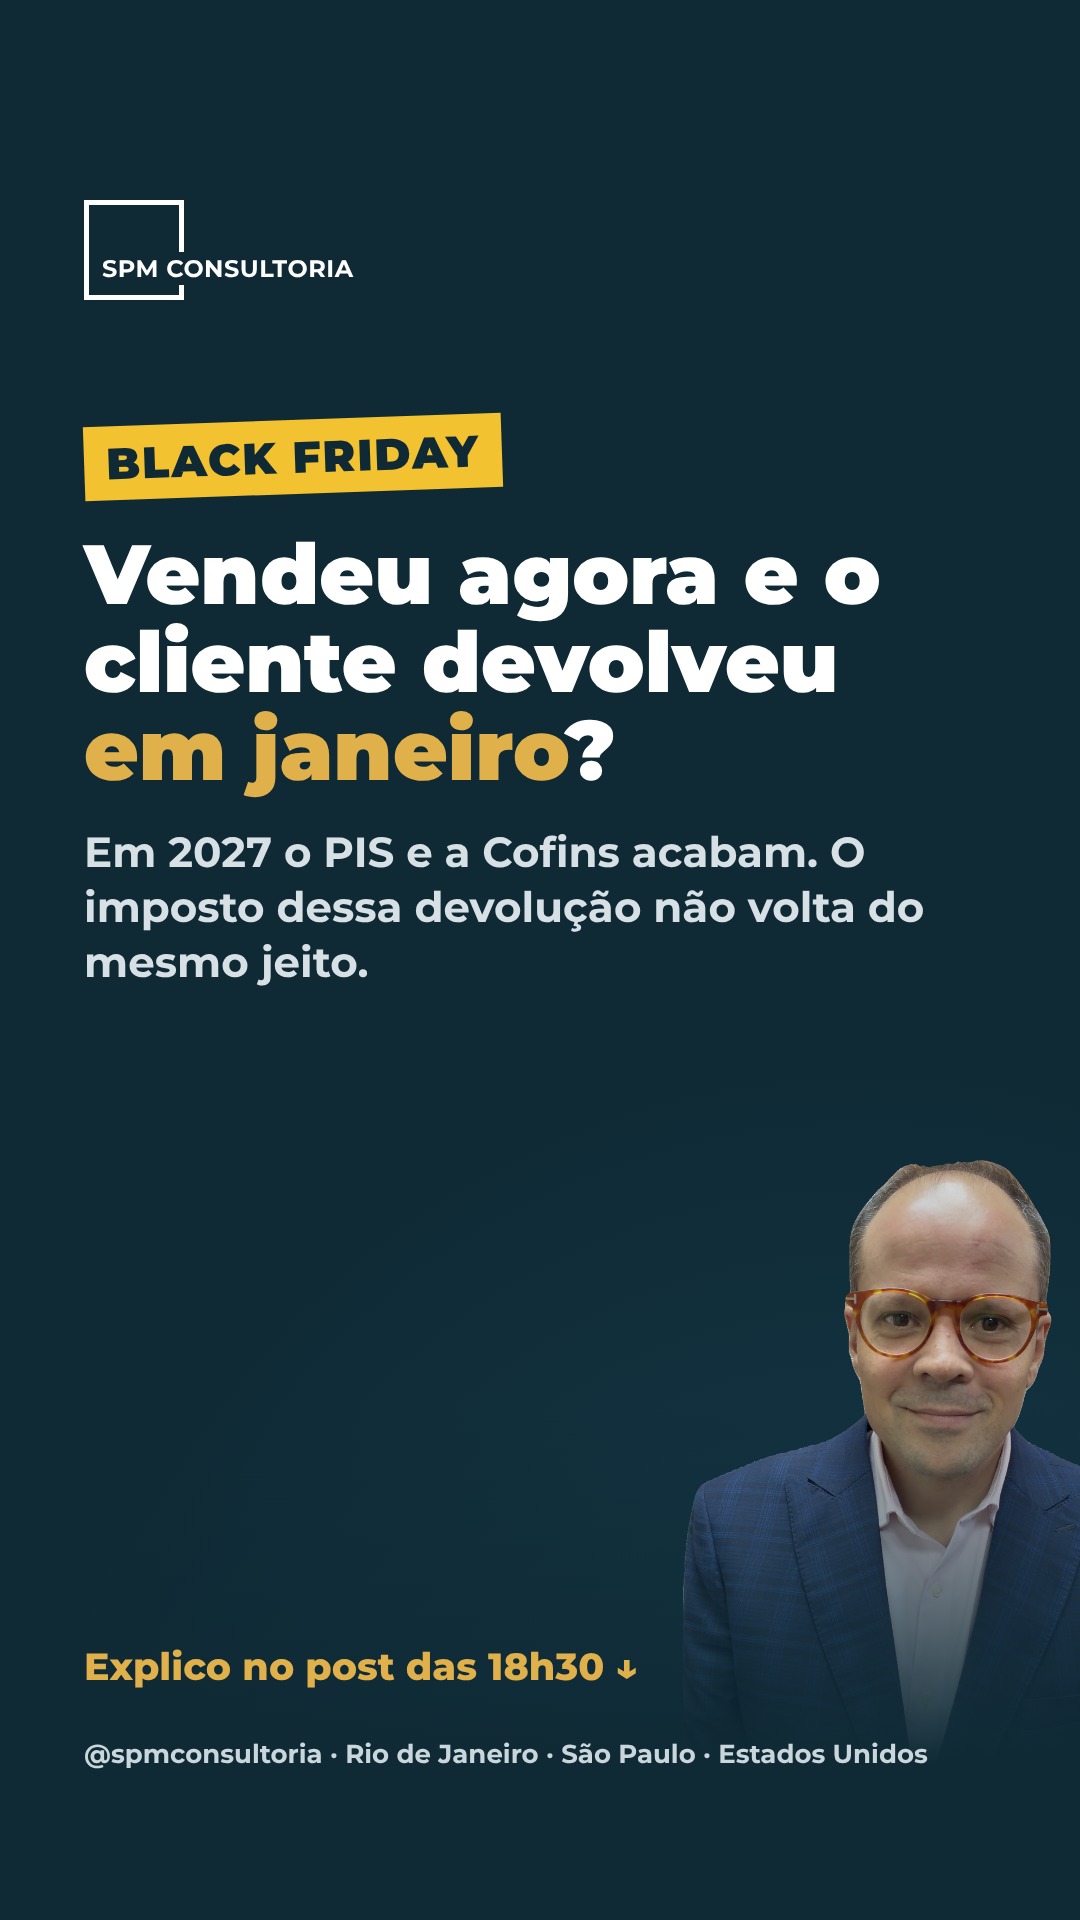 SPM CONSULTORIA
BLACK FRIDAY
Vendeu agora e o
cliente devolveu
em janeiro?
Em 2027 o PIS e a Cofins acabam. O
imposto dessa devolução não volta do
mesmo jeito.
Explico no post das 18h30 ↓
@spmconsultoria · Rio de Janeiro · São Paulo · Estados Unidos